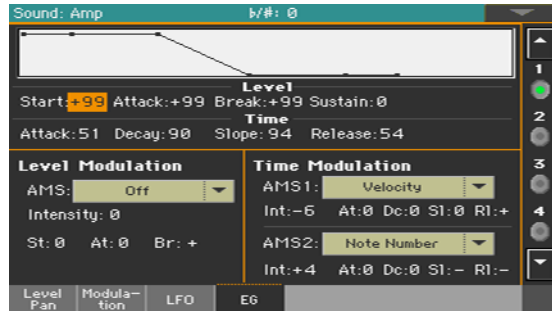 Sound: Amp ♭/#: 0
Level
Start:+99 Attack:+99 Break:+99 Sustain:0
Time
Attack:51 Decay:90 Slope:94 Release:54
Level Modulation
AMS: Off
Intensity: 0
St:0 At:0 Br:+
Time Modulation
AMS1: Velocity
Int:-6 At:0 Dc:0 Sl:0 Rl:+
AMS2: Note Number
Int:+4 At:0 Dc:0 Sl:- Rl:-
1
2
3
4
Level Pan
Modula-tion
LFO
EG